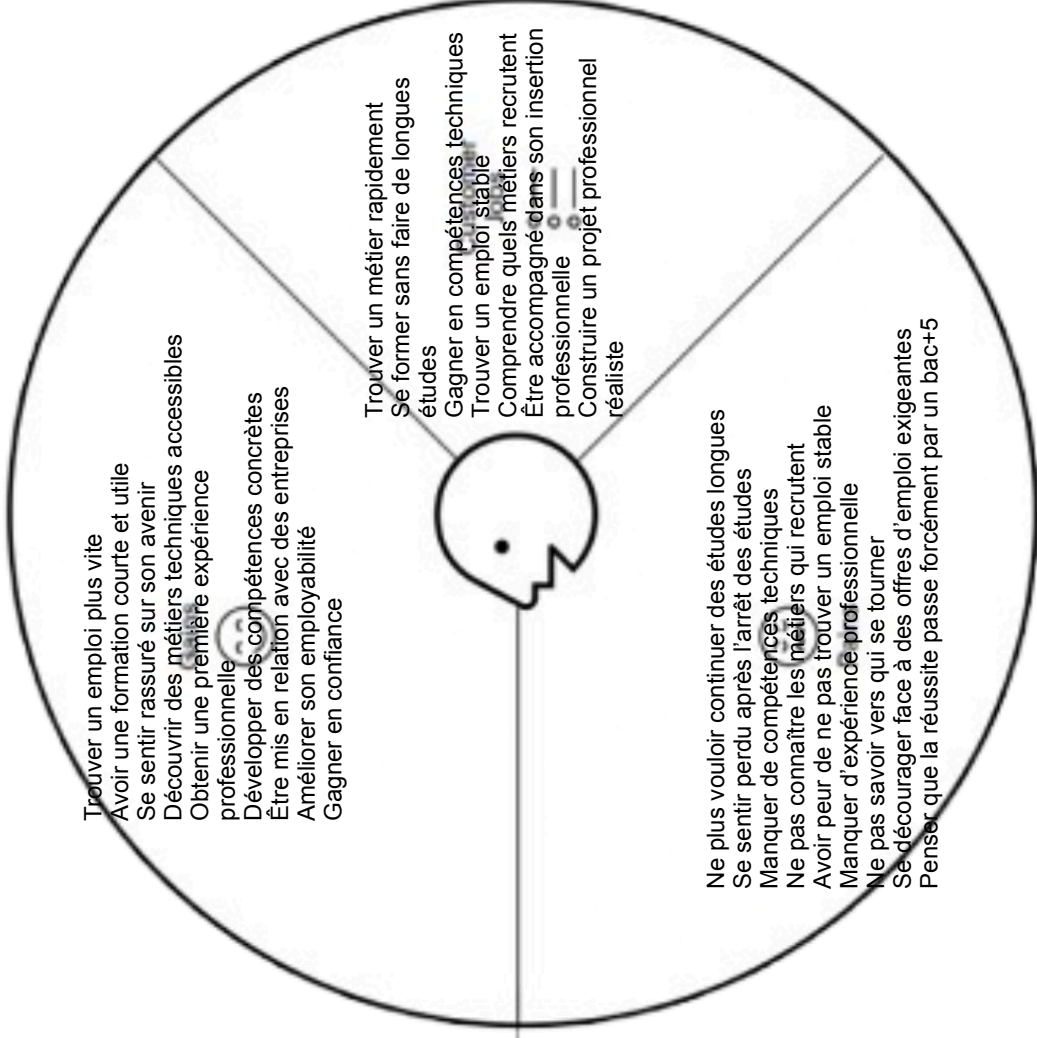 Gains
Trouver un emploi plus vite
Avoir une formation courte et utile
Se sentir rassuré sur son avenir
Découvrir des métiers techniques accessibles
Obtenir une première expérience
professionnelle
Développer des compétences concrètes
Être mis en relation avec des entreprises
Améliorer son employabilité
Gagner en confiance
Customer
Jobs
Trouver un métier rapidement
Se former sans faire de longues
études
Gagner en compétences techniques
Trouver un emploi stable
Comprendre quels métiers recrutent
Être accompagné dans son insertion
professionnelle
Construire un projet professionnel
réaliste
Ne plus vouloir continuer des études longues
Se sentir perdu après l’arrêt des études
Manquer de compétences techniques
Ne pas connaître les métiers qui recrutent
Avoir peur de ne pas trouver un emploi stable
Manquer d’expérience professionnelle
Ne pas savoir vers qui se tourner
Se décourager face à des offres d’emploi exigeantes
Penser que la réussite passe forcément par un bac+5